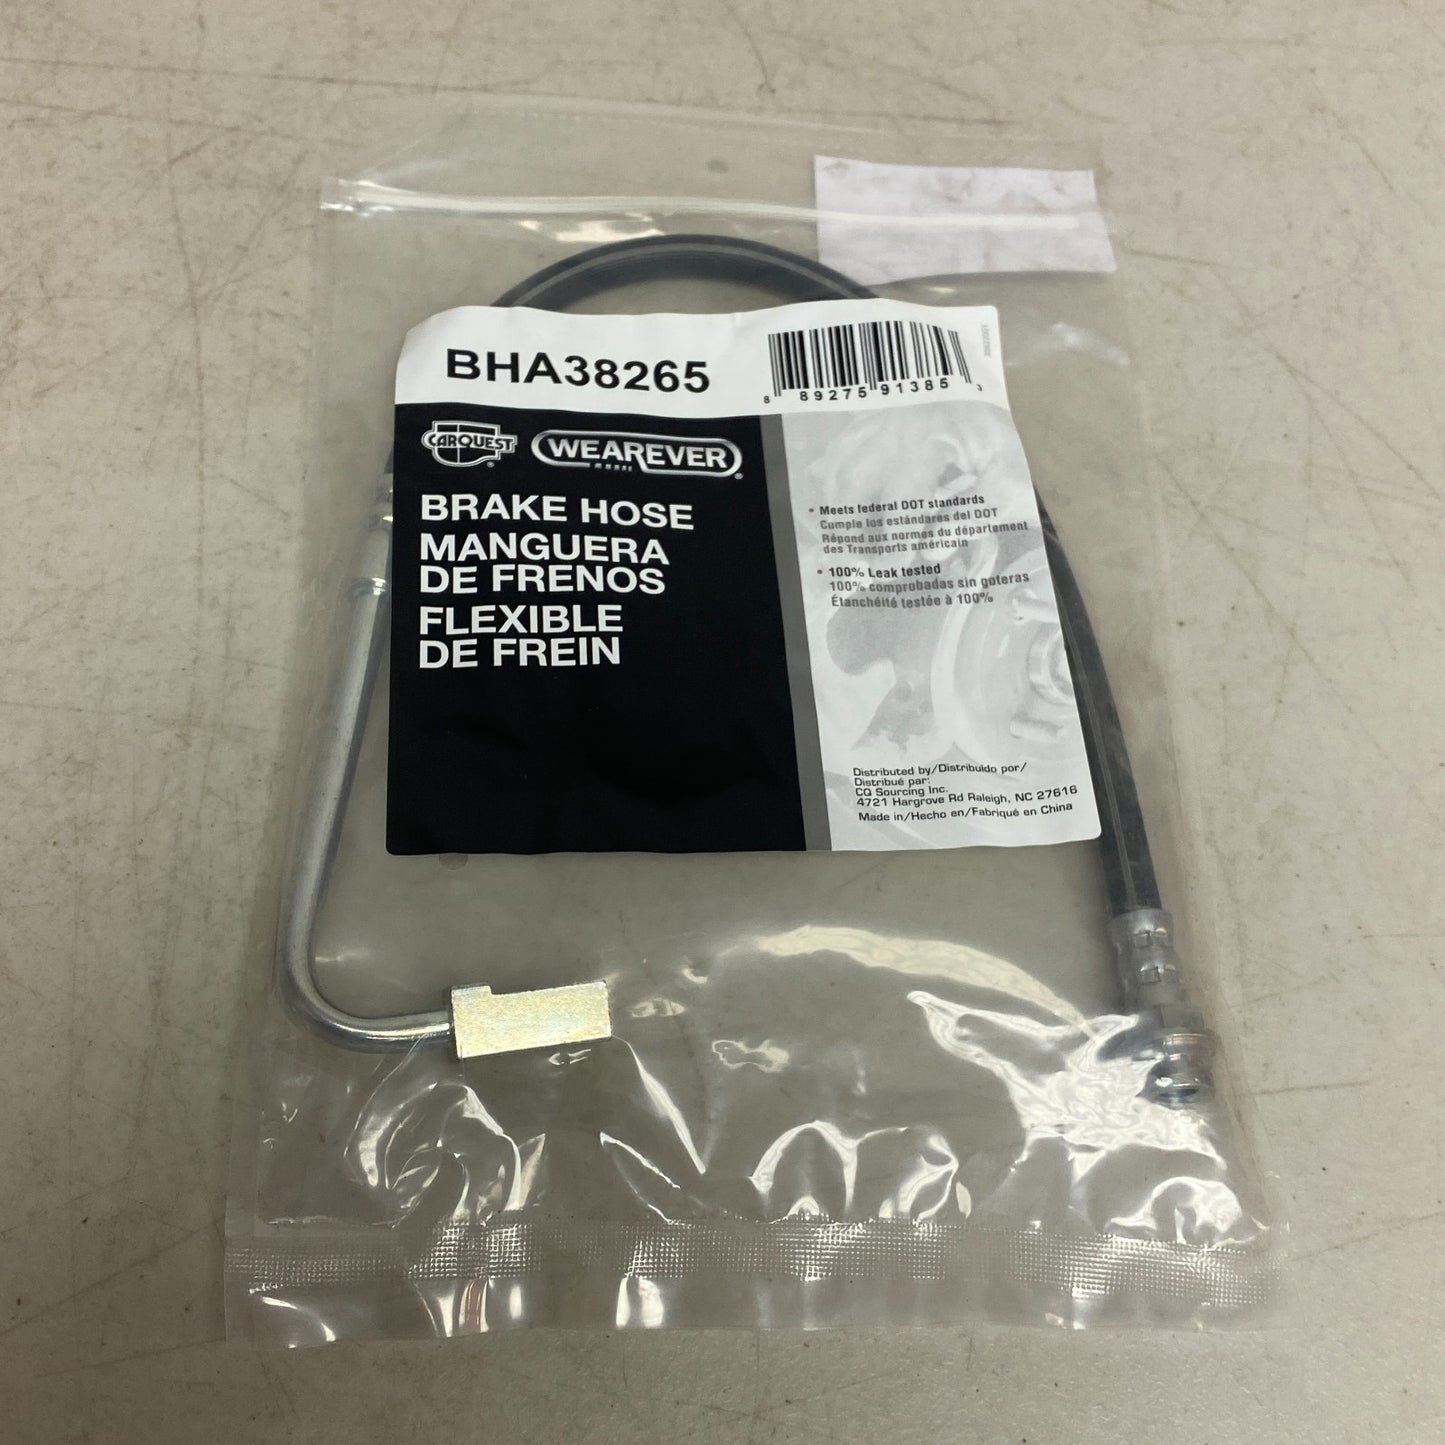 BHA38265
8 89275 91385 3
CARQUEST
WEAREVER
BRAKE HOSE
MANGUERA
DE FRENOS
FLEXIBLE
DE FREIN
• Meets federal DOT standards
Cumple los estándares del DOT
Répond aux normes du département
des Transports américain
• 100% Leak tested
100% comprobadas sin goteras
Étanchéité testée à 100%
Distributed by/Distribuido por/
Distribué par:
CQ Sourcing Inc.
4721 Hargrove Rd Raleigh, NC 27616
Made in/Hecho en/Fabriqué en China